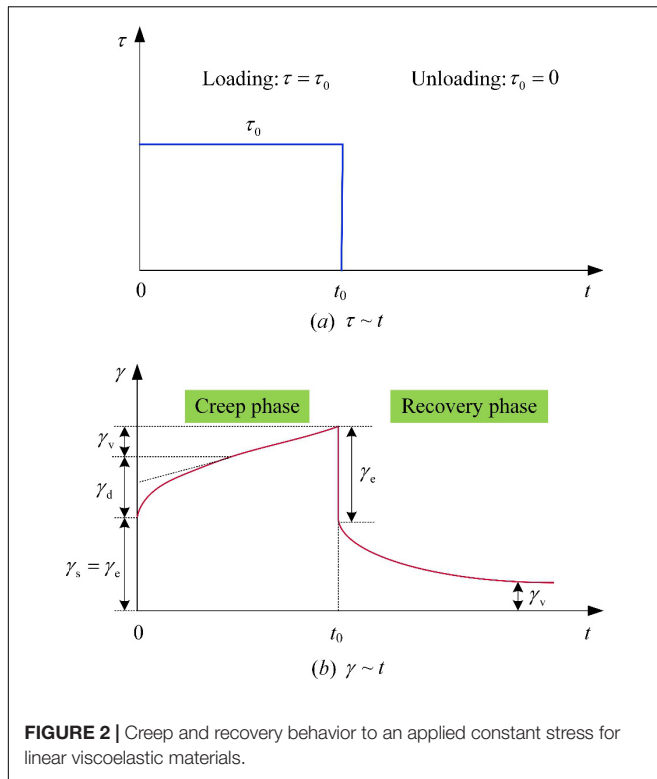 τ
Loading: τ = τ₀ Unloading: τ₀ = 0
τ₀
0 t₀ t
(a) τ ~ t
γ
Creep phase Recovery phase
γᵥ
γₑ
γ_d
γₛ = γₑ
γᵥ
0 t₀ t
(b) γ ~ t
FIGURE 2 | Creep and recovery behavior to an applied constant stress for
linear viscoelastic materials.